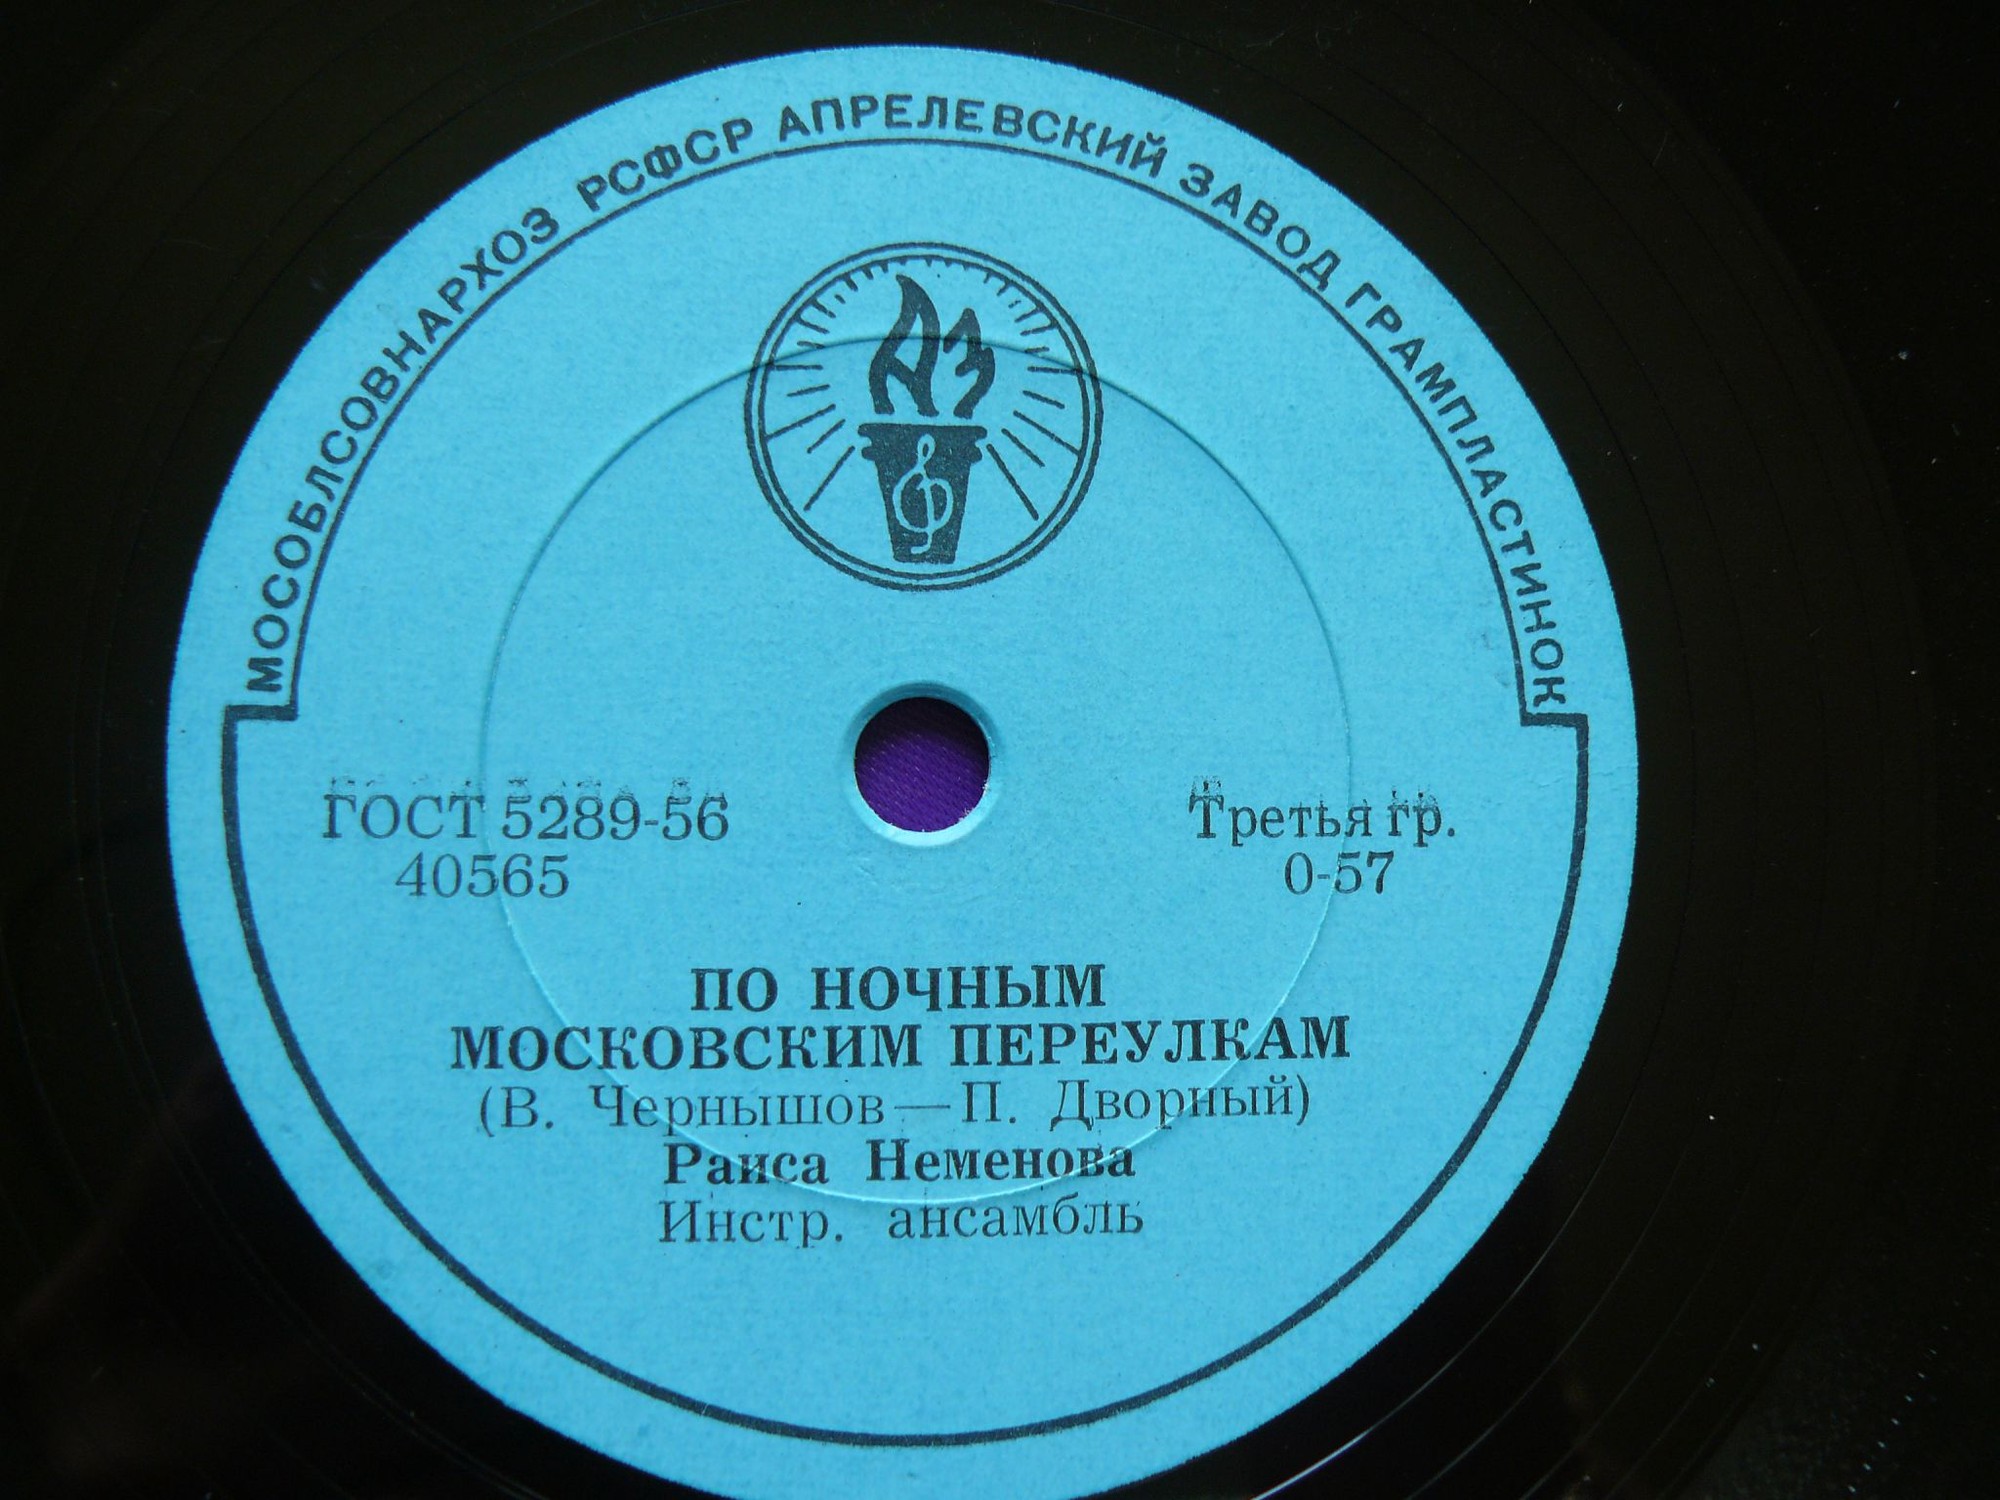 МОСОБЛСОВНАРХОЗ РСФСР АПРЕЛЕВСКИЙ ЗАВОД ГРАМПЛАСТИНОК
АЗ
ГОСТ 5289-56
40565
Третья гр.
0-57
ПО НОЧНЫМ
МОСКОВСКИМ ПЕРЕУЛКАМ
(В. Чернышов — П. Дворный)
Раиса Неменова
Инстр. ансамбль